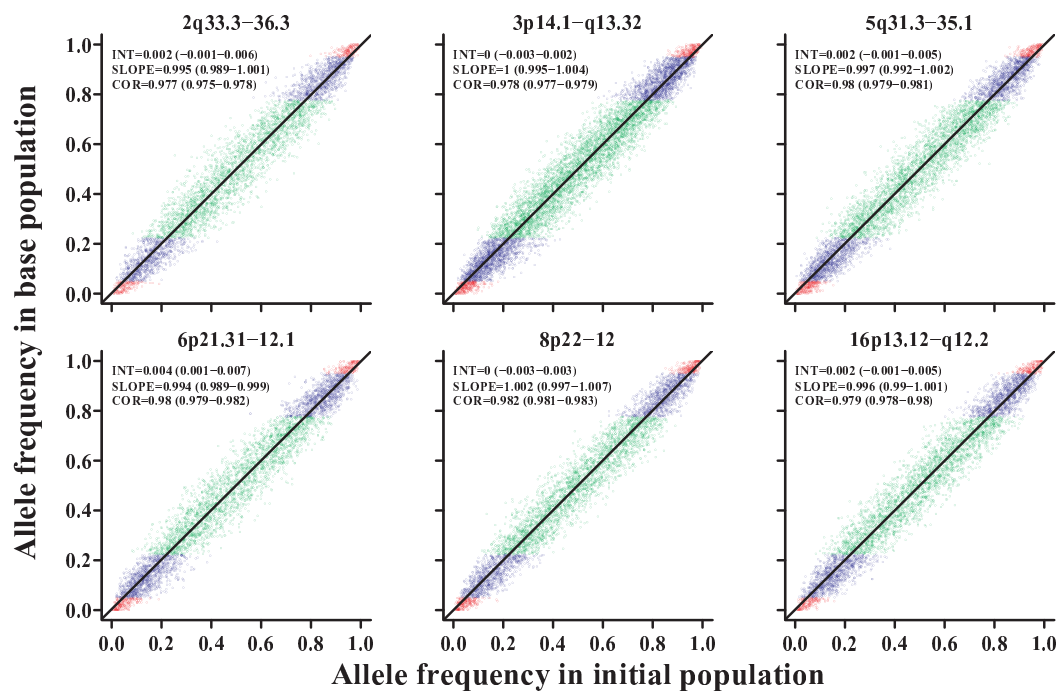 2q33.3−36.3
3p14.1−q13.32
5q31.3−35.1
INT=0.002 (−0.001−0.006)
SLOPE=0.995 (0.989−1.001)
COR=0.977 (0.975−0.978)
INT=0 (−0.003−0.002)
SLOPE=1 (0.995−1.004)
COR=0.978 (0.977−0.979)
INT=0.002 (−0.001−0.005)
SLOPE=0.997 (0.992−1.002)
COR=0.98 (0.979−0.981)
1.0
0.8
0.6
0.4
0.2
0.0
6p21.31−12.1
8p22−12
16p13.12−q12.2
INT=0.004 (0.001−0.007)
SLOPE=0.994 (0.989−0.999)
COR=0.98 (0.979−0.982)
INT=0 (−0.003−0.003)
SLOPE=1.002 (0.997−1.007)
COR=0.982 (0.981−0.983)
INT=0.002 (−0.001−0.005)
SLOPE=0.996 (0.99−1.001)
COR=0.979 (0.978−0.98)
1.0
0.8
0.6
0.4
0.2
0.0
0.0 0.2 0.4 0.6 0.8 1.0
0.0 0.2 0.4 0.6 0.8 1.0
0.0 0.2 0.4 0.6 0.8 1.0
Allele frequency in base population
Allele frequency in initial population